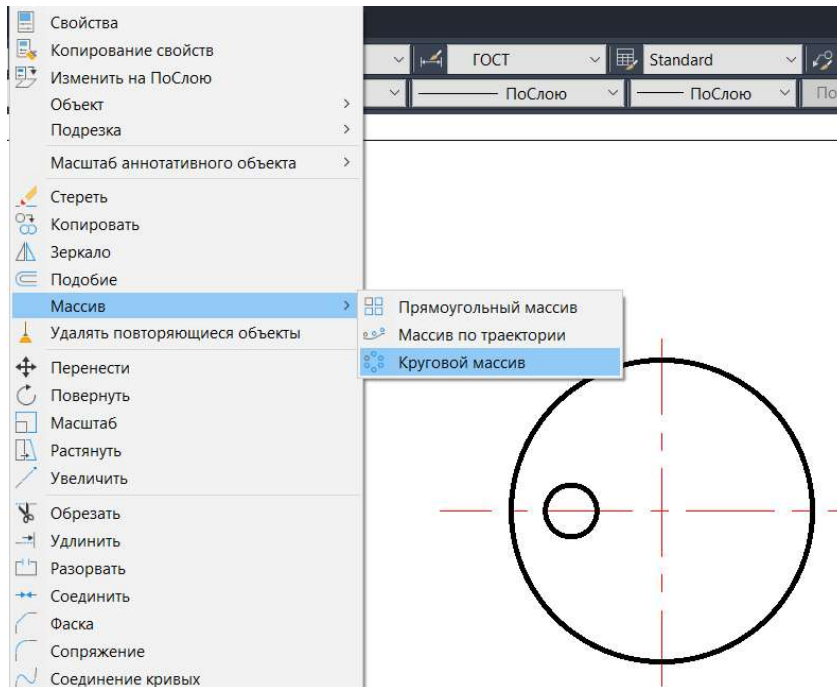 Свойства
Копирование свойств
Изменить на ПоСлою
Объект
Подрезка
Масштаб аннотативного объекта
Стереть
Копировать
Зеркало
Подобие
Массив
Удалять повторяющиеся объекты
Перенести
Повернуть
Масштаб
Растянуть
Увеличить
Обрезать
Удлинить
Разорвать
Соединить
Фаска
Сопряжение
Соединение кривых
ГОСТ
Standard
ПоСлою
ПоСлою
По
Прямоугольный массив
Массив по траектории
Круговой массив